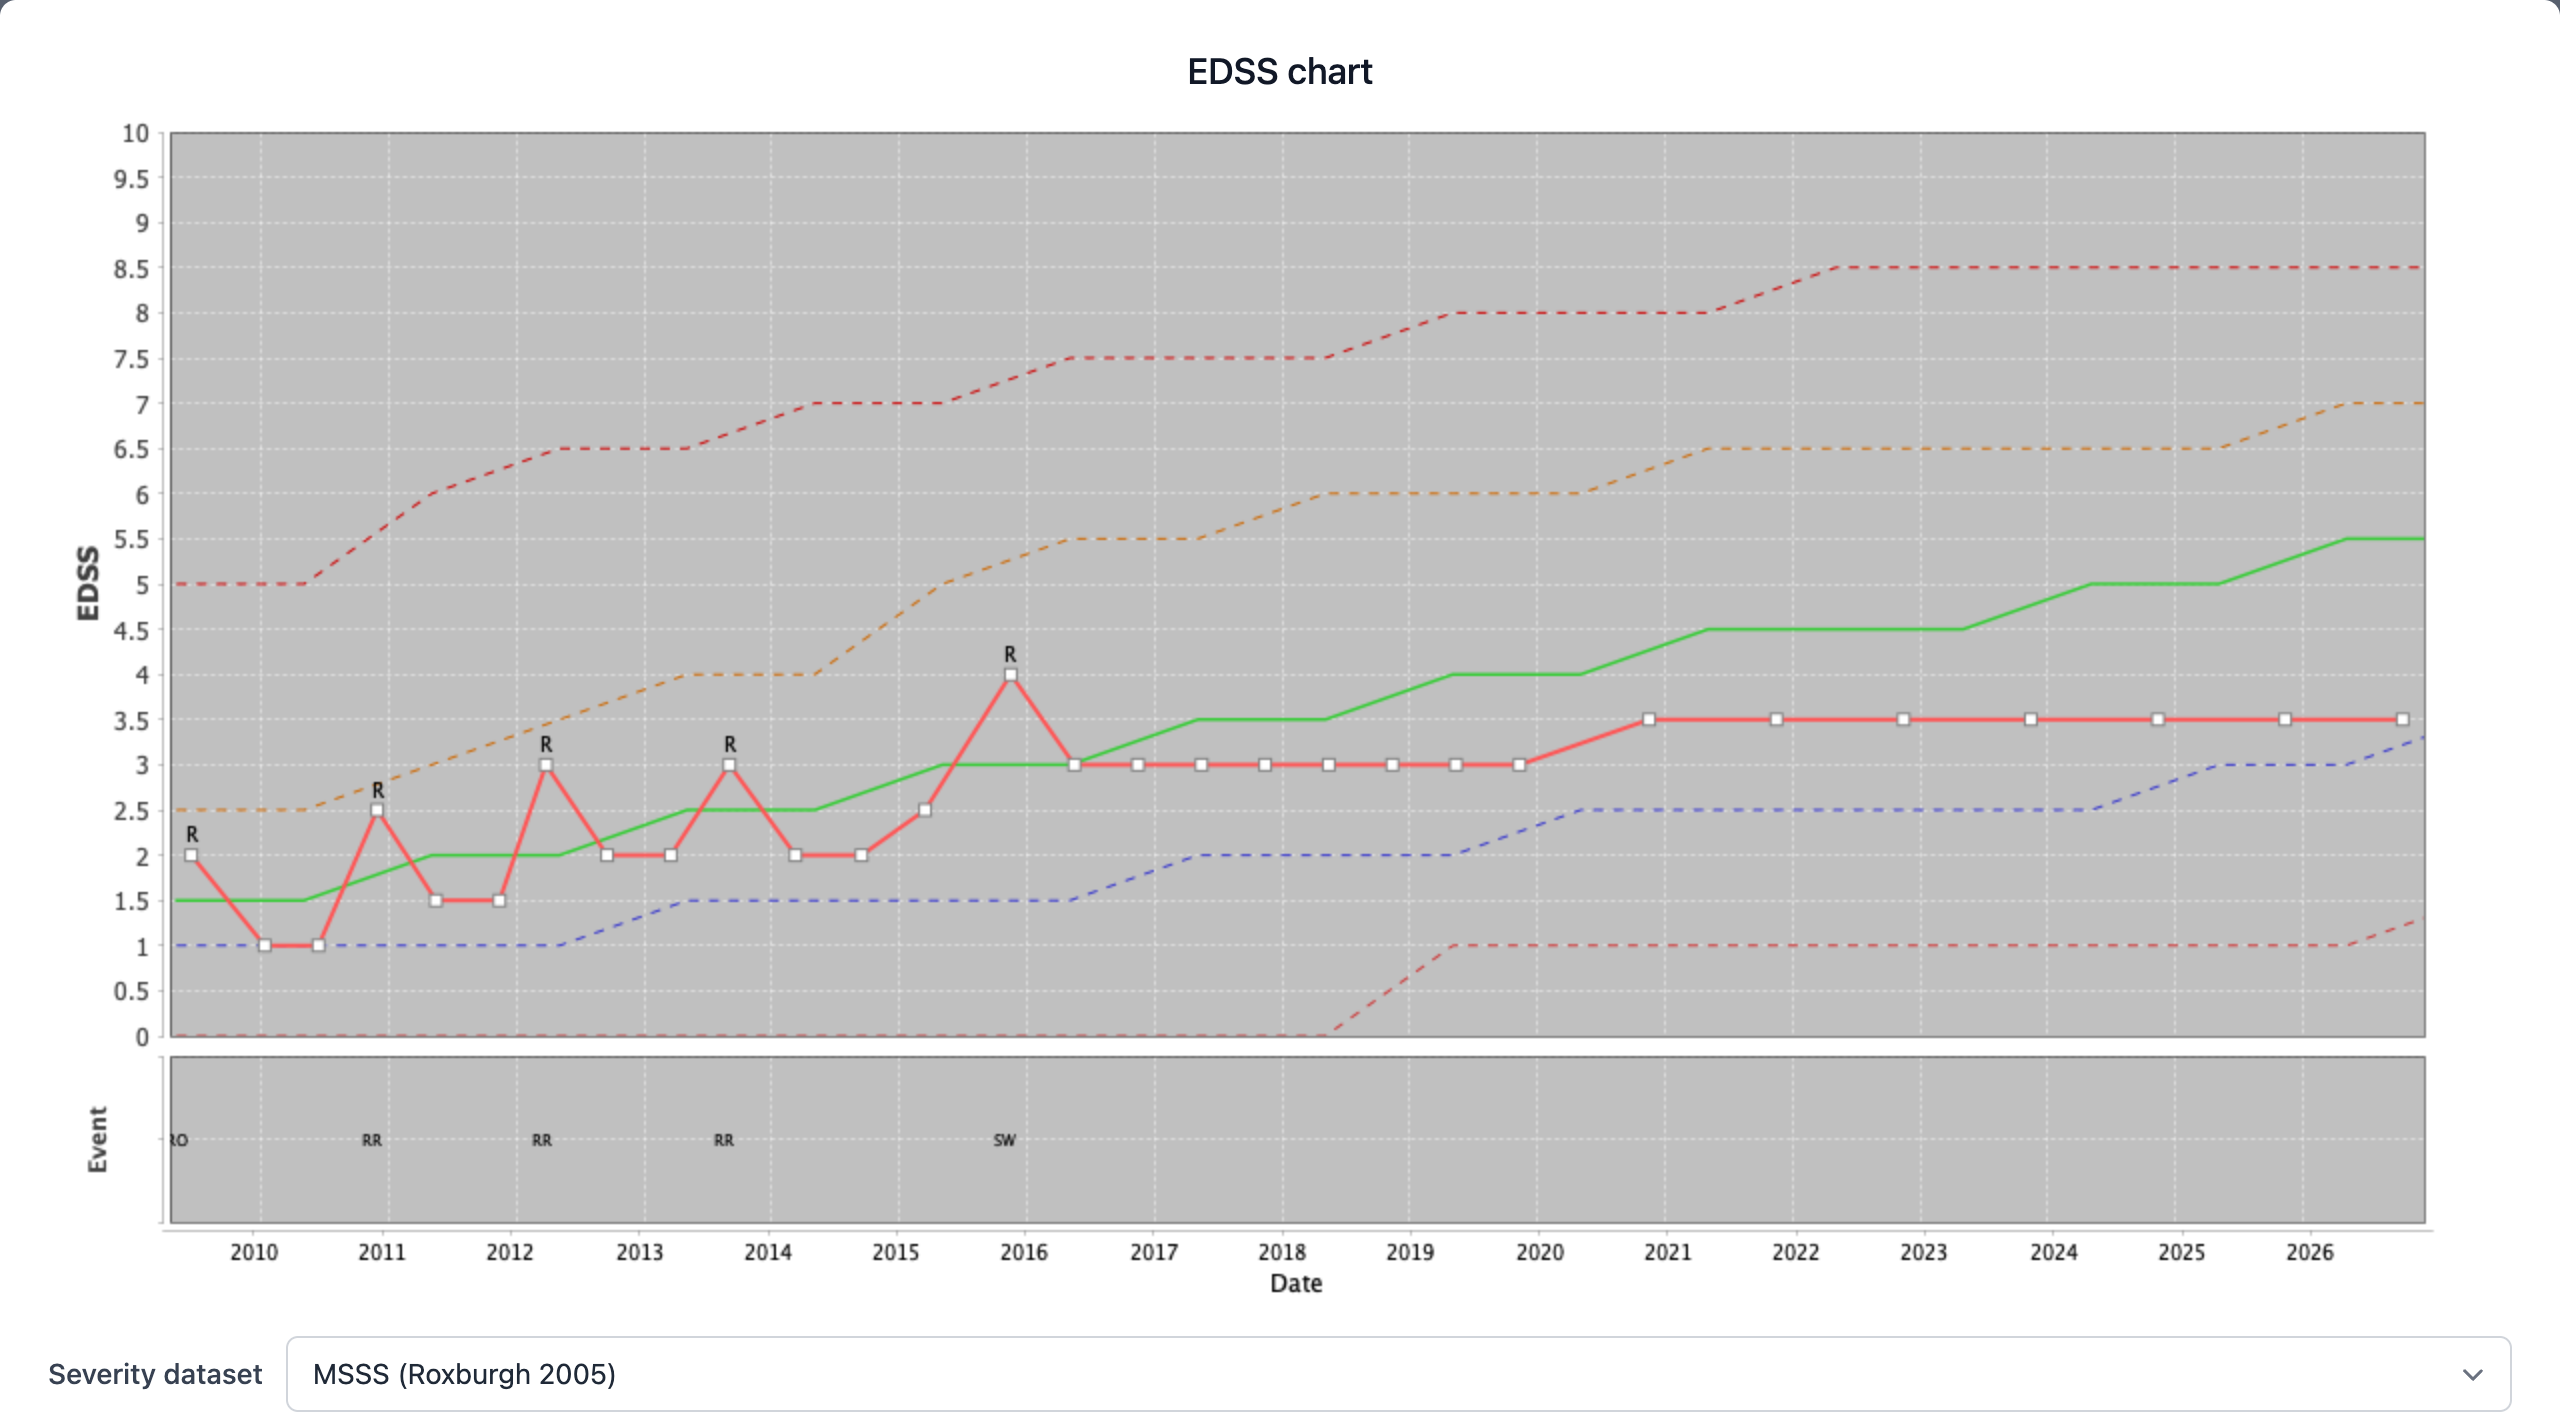 EDSS chart
10
9.5
9
8.5
8
7.5
7
6.5
6
5.5
5
4.5
4
3.5
3
2.5
2
1.5
1
0.5
0
EDSS
R
R
R
R
R
Event
RO
RR
RR
RR
SW
2010 2011 2012 2013 2014 2015 2016 2017 2018 2019 2020 2021 2022 2023 2024 2025 2026
Date
Severity dataset
MSSS (Roxburgh 2005)